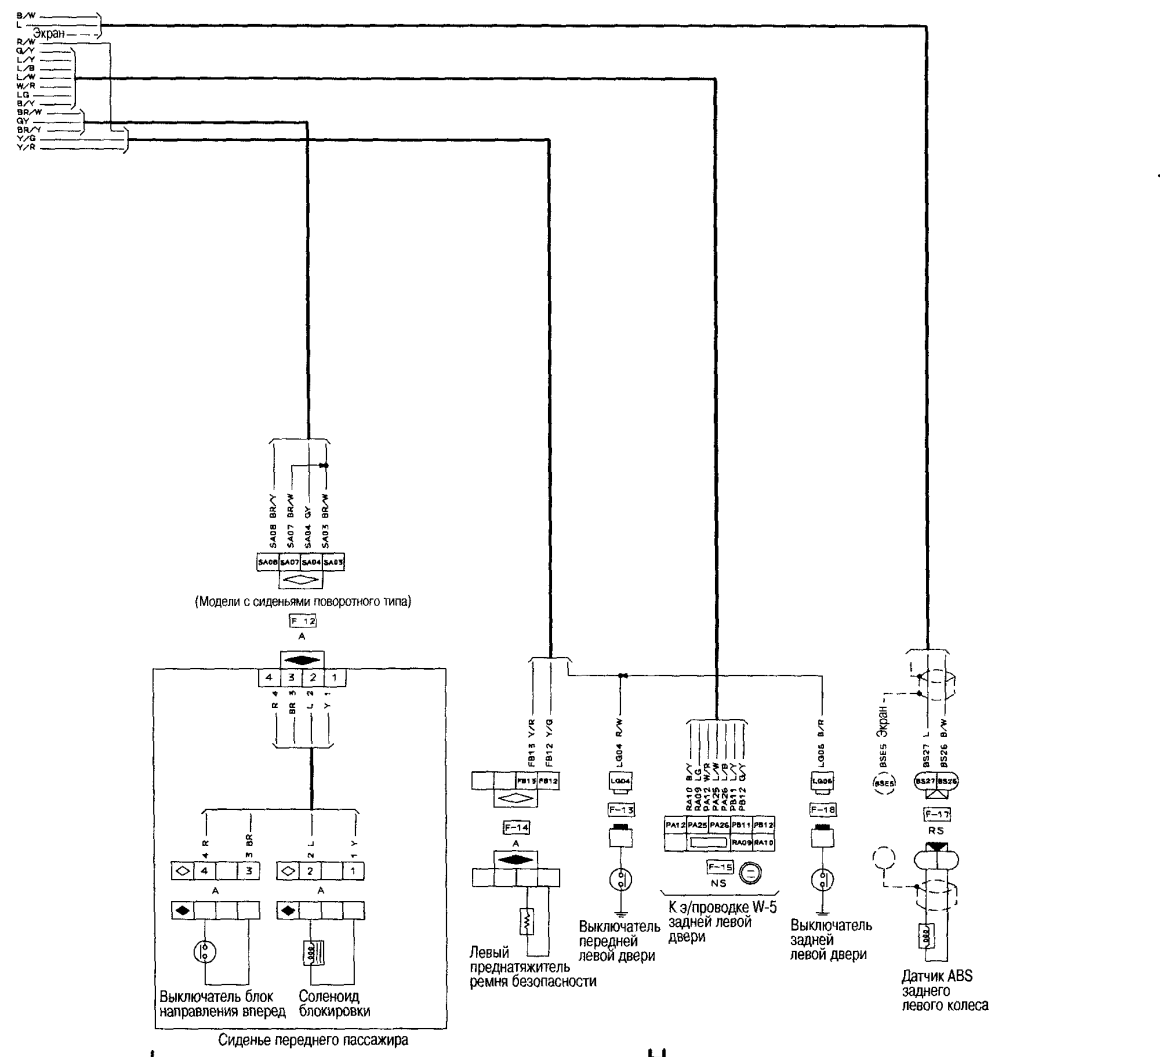 B/W
L
Экран
R/W
G/Y
L/Y
L/B
L/W
W/R
LG
B/Y
BR/W
GY
BR/Y
Y/G
Y/R
SA08 BR/Y
SA07 BR/W
SA04 GY
SA03 BR/W
SA08 SA07 SA04 SA03
(Модели с сиденьями поворотного типа)
F-12
A
4 3 2 1
R 4
BR 3
L 2
Y 1
4 R
3 BR
2 L
1 Y
4 3
2 1
A
A
Выключатель блок
направления вперед
Соленоид
блокировки
Сиденье переднего пассажира
FB13 Y/R
FB12 Y/G
FB13 FB12
F-14
A
Левый
преднатяжитель
ремня безопасности
LG04 R/W
LG04
F-13
Выключатель
передней
левой двери
RA10 B/Y
RA09 LG
PA12 W/R
PA25 L/W
PA26 L/B
PB11 L/Y
PB12 G/Y
PA12 PA25 PA26 PB11 PB12
RA09 RA10
F-15
NS
К э/проводке W-5
задней левой
двери
LG06 B/R
LG06
F-18
Выключатель
задней
левой двери
BSE5 Экран
BS27 L
BS26 B/W
BSE5
BS27 BS26
F-17
RS
Датчик ABS
заднего
левого колеса